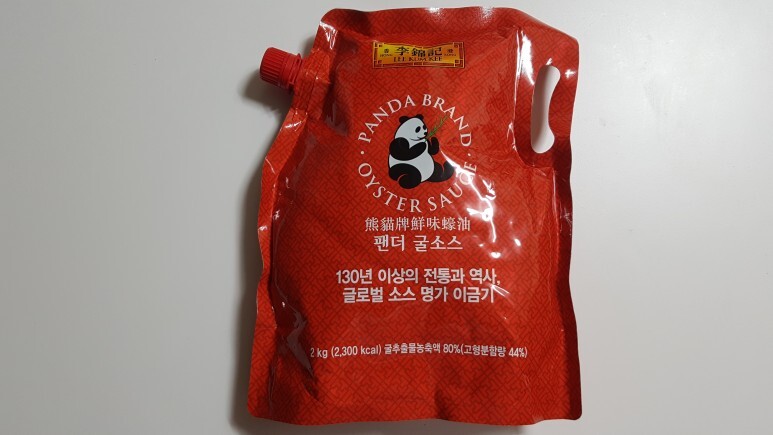 李錦記
LEE KUM KEE
PANDA BRAND
OYSTER SAUCE
熊貓牌鮮味蠔油
팬더 굴소스
130년 이상의 전통과 역사,
글로벌 소스 명가 이금기
2 kg (2,300 kcal) 굴추출물농축액 80%(고형분함량 44%)